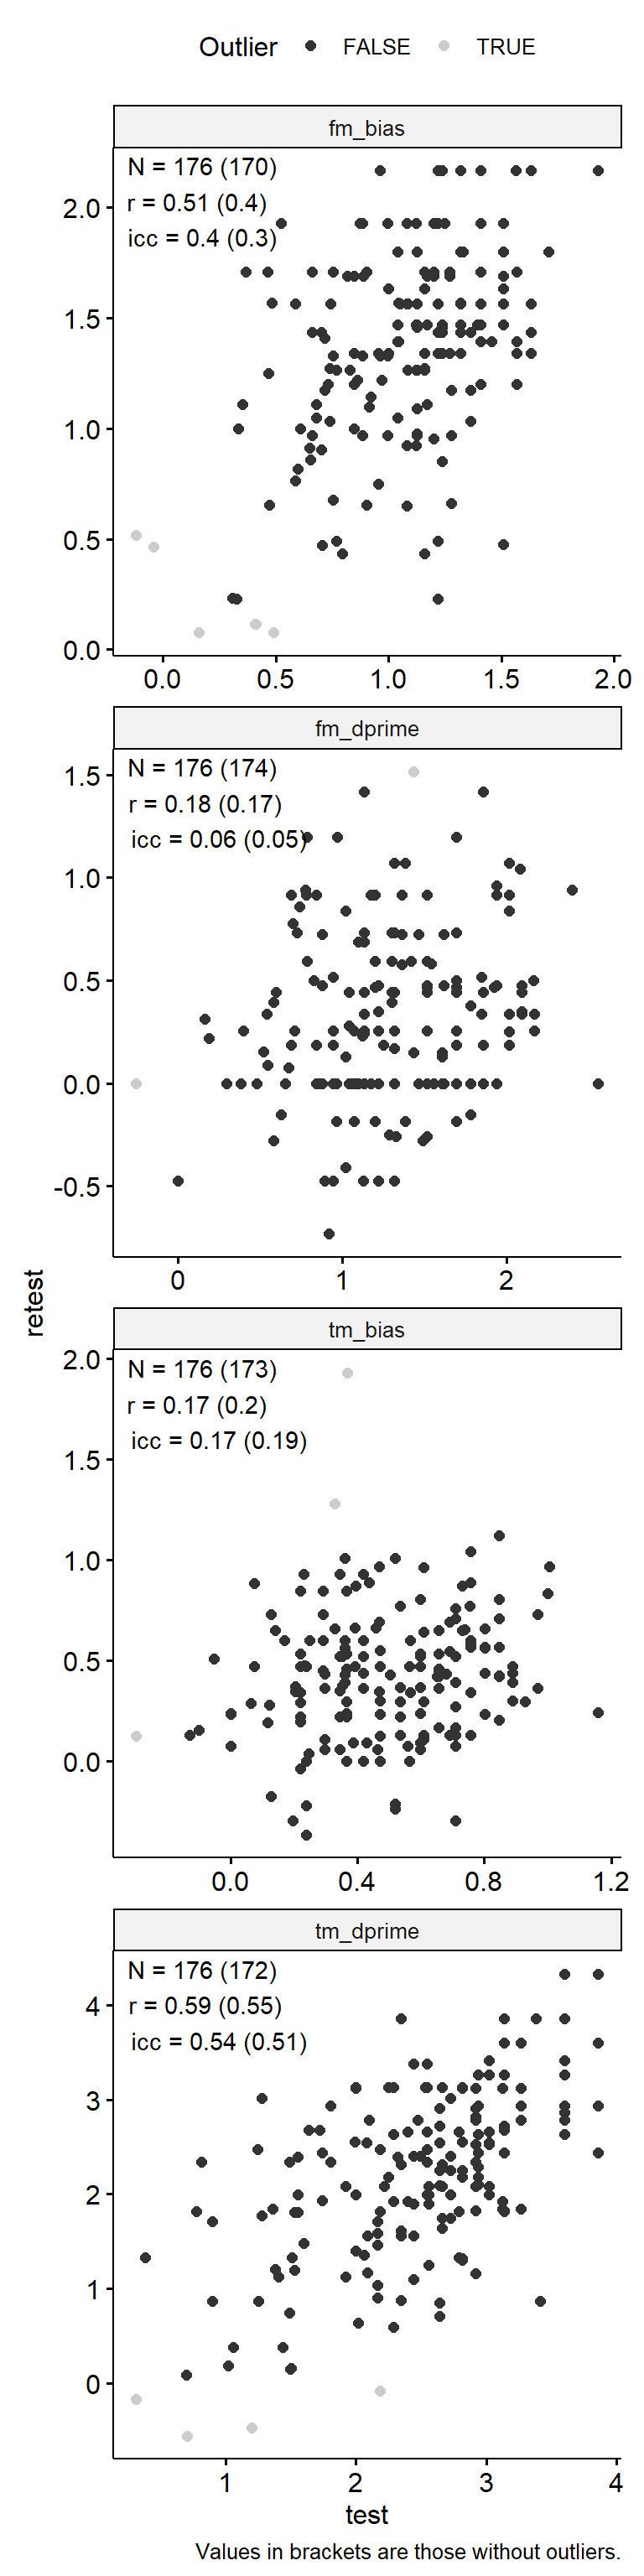 Outlier FALSE TRUE
fm_bias
N = 176 (170)
r = 0.51 (0.4)
icc = 0.4 (0.3)
2.0
1.5
1.0
0.5
0.0
0.0 0.5 1.0 1.5 2.0
fm_dprime
N = 176 (174)
r = 0.18 (0.17)
icc = 0.06 (0.05)
1.5
1.0
0.5
0.0
-0.5
0 1 2
retest
tm_bias
N = 176 (173)
r = 0.17 (0.2)
icc = 0.17 (0.19)
2.0
1.5
1.0
0.5
0.0
0.0 0.4 0.8 1.2
tm_dprime
N = 176 (172)
r = 0.59 (0.55)
icc = 0.54 (0.51)
4
3
2
1
0
1 2 3 4
test
Values in brackets are those without outliers.